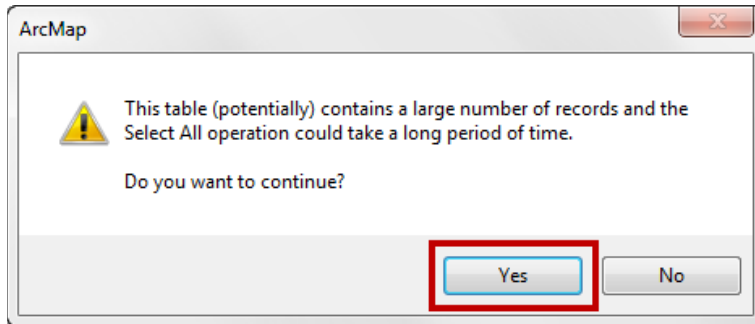 ArcMap
This table (potentially) contains a large number of records and the
Select All operation could take a long period of time.
Do you want to continue?
Yes
No